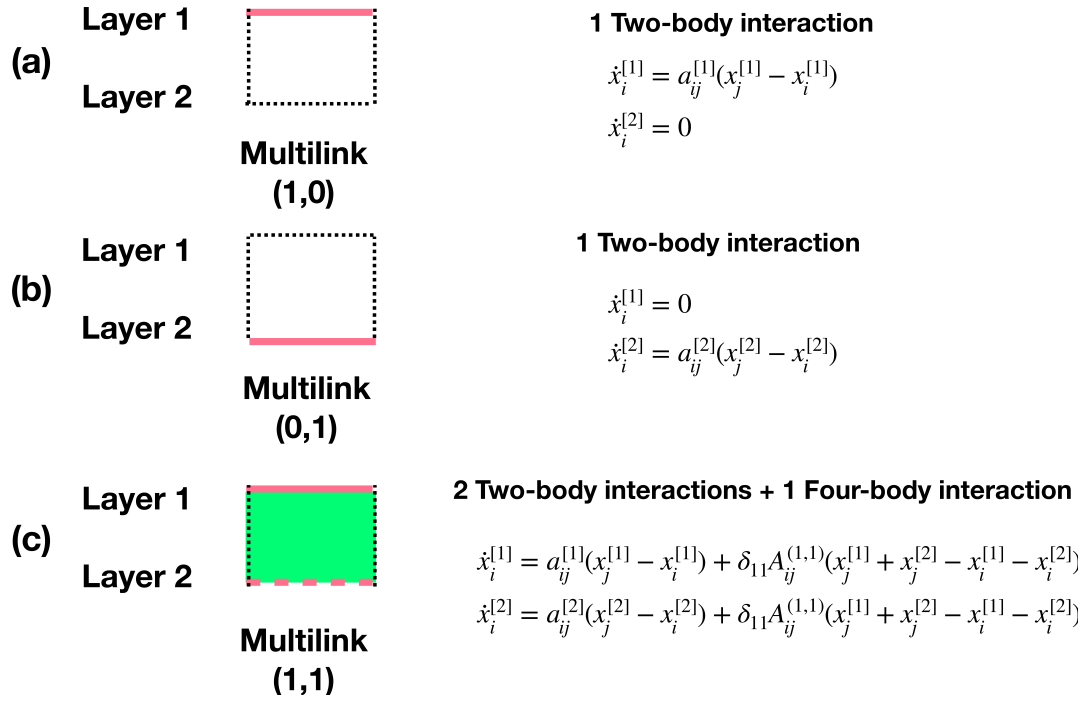 Layer 1
(a)
Layer 2
Multilink
(1,0)
1 Two-body interaction
ẋ_i^[1] = a_ij^[1](x_j^[1] − x_i^[1])
ẋ_i^[2] = 0
Layer 1
(b)
Layer 2
Multilink
(0,1)
1 Two-body interaction
ẋ_i^[1] = 0
ẋ_i^[2] = a_ij^[2](x_j^[2] − x_i^[2])
Layer 1
(c)
Layer 2
Multilink
(1,1)
2 Two-body interactions + 1 Four-body interaction
ẋ_i^[1] = a_ij^[1](x_j^[1] − x_i^[1]) + δ_11 A_ij^(1,1)(x_j^[1] + x_j^[2] − x_i^[1] − x_i^[2])
ẋ_i^[2] = a_ij^[2](x_j^[2] − x_i^[2]) + δ_11 A_ij^(1,1)(x_j^[1] + x_j^[2] − x_i^[1] − x_i^[2])